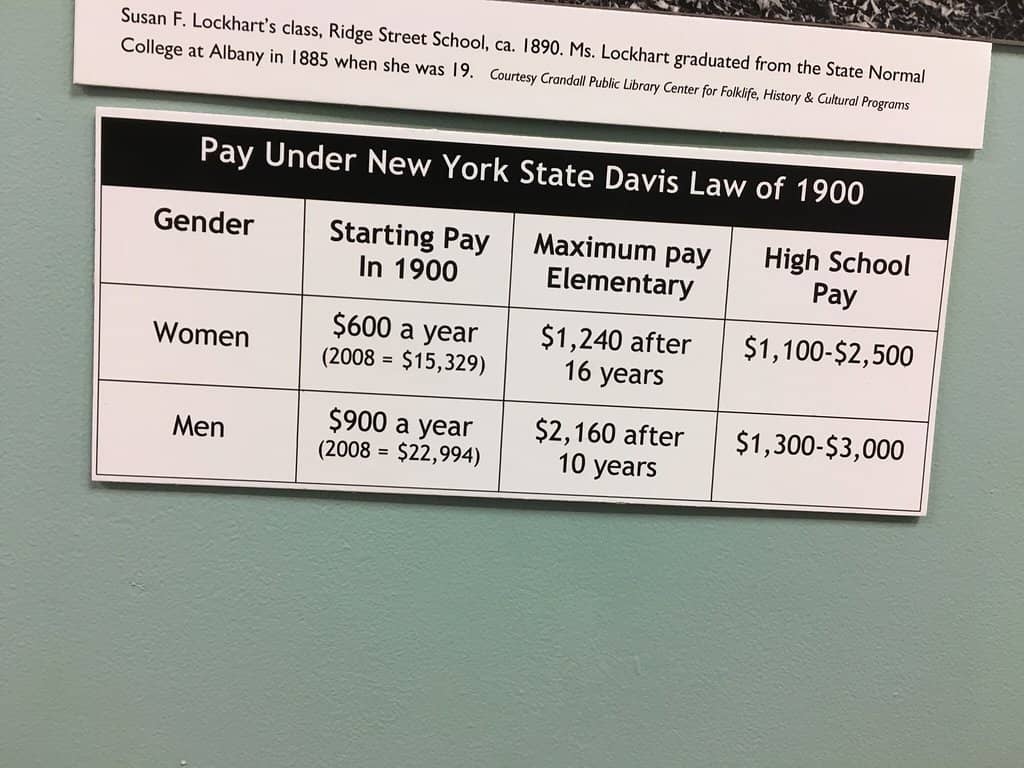 Susan F. Lockhart's class, Ridge Street School, ca. 1890. Ms. Lockhart graduated from the State Normal
College at Albany in 1885 when she was 19. Courtesy Crandall Public Library Center for Folklife, History & Cultural Programs
Pay Under New York State Davis Law of 1900
Gender
Starting Pay
In 1900
Maximum pay
Elementary
High School
Pay
Women
$600 a year
(2008 = $15,329)
$1,240 after
16 years
$1,100-$2,500
Men
$900 a year
(2008 = $22,994)
$2,160 after
10 years
$1,300-$3,000